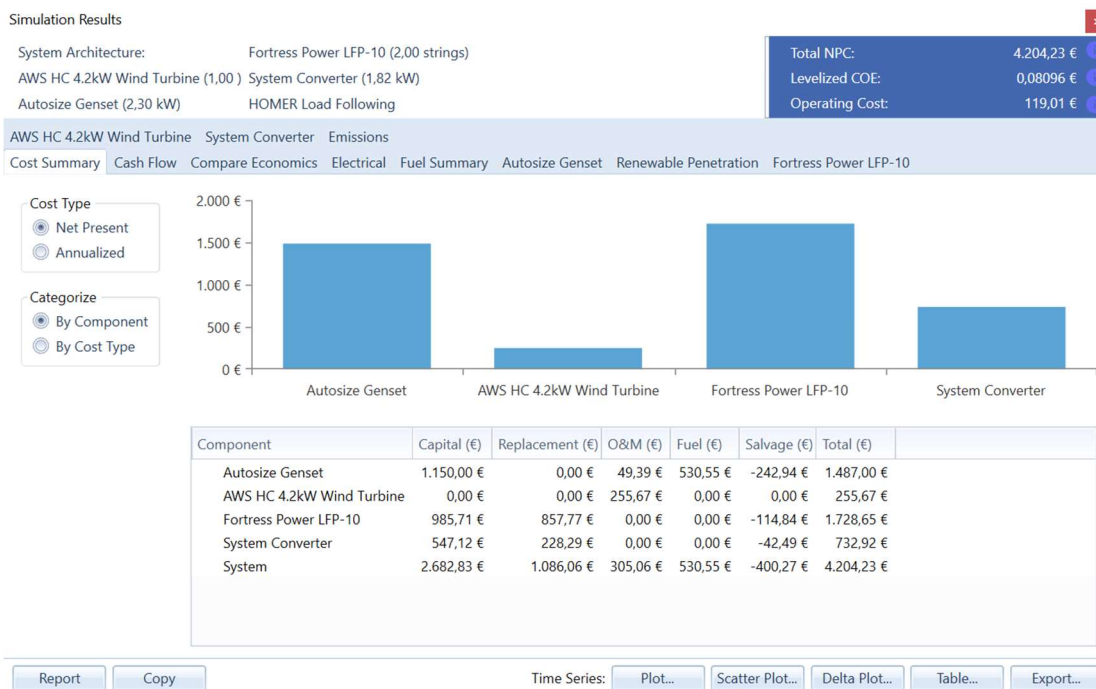 Simulation Results
System Architecture: Fortress Power LFP-10 (2,00 strings)
AWS HC 4.2kW Wind Turbine (1,00 ) System Converter (1,82 kW)
Autosize Genset (2,30 kW) HOMER Load Following
Total NPC: 4.204,23 €
Levelized COE: 0,08096 €
Operating Cost: 119,01 €
AWS HC 4.2kW Wind Turbine System Converter Emissions
Cost Summary Cash Flow Compare Economics Electrical Fuel Summary Autosize Genset Renewable Penetration Fortress Power LFP-10
Cost Type
Net Present
Annualized
Categorize
By Component
By Cost Type
2.000 €
1.500 €
1.000 €
500 €
0 €
Autosize Genset AWS HC 4.2kW Wind Turbine Fortress Power LFP-10 System Converter
Component Capital (€) Replacement (€) O&M (€) Fuel (€) Salvage (€) Total (€)
Autosize Genset 1.150,00 € 0,00 € 49,39 € 530,55 € -242,94 € 1.487,00 €
AWS HC 4.2kW Wind Turbine 0,00 € 0,00 € 255,67 € 0,00 € 0,00 € 255,67 €
Fortress Power LFP-10 985,71 € 857,77 € 0,00 € 0,00 € -114,84 € 1.728,65 €
System Converter 547,12 € 228,29 € 0,00 € 0,00 € -42,49 € 732,92 €
System 2.682,83 € 1.086,06 € 305,06 € 530,55 € -400,27 € 4.204,23 €
Report Copy Time Series: Plot... Scatter Plot... Delta Plot... Table... Export...